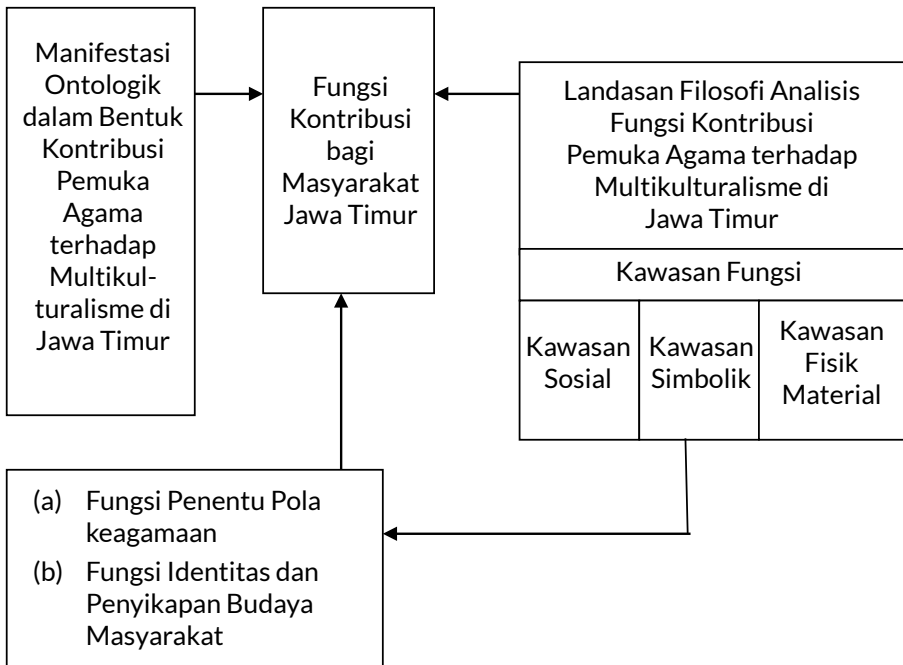 Manifestasi
Ontologik
dalam Bentuk
Kontribusi
Pemuka
Agama
terhadap
Multikul-
turalisme di
Jawa Timur
Fungsi
Kontribusi
bagi
Masyarakat
Jawa Timur
Landasan Filosofi Analisis
Fungsi Kontribusi
Pemuka Agama terhadap
Multikulturalisme di
Jawa Timur
Kawasan Fungsi
Kawasan
Sosial
Kawasan
Simbolik
Kawasan
Fisik
Material
(a) Fungsi Penentu Pola
keagamaan
(b) Fungsi Identitas dan
Penyikapan Budaya
Masyarakat